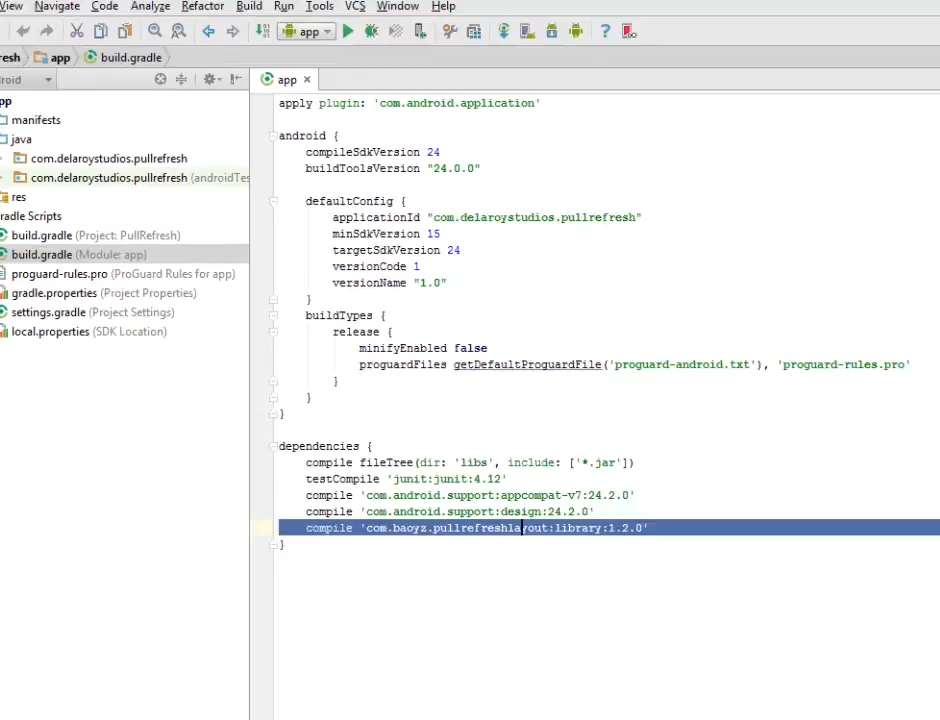 View Navigate Code Analyze Refactor Build Run Tools VCS Window Help
app
app build.gradle
app
apply plugin: 'com.android.application'
manifests
java
android {
compileSdkVersion 24
com.delaroystudios.pullrefresh
buildToolsVersion "24.0.0"
com.delaroystudios.pullrefresh (androidTes
res
defaultConfig {
applicationId "com.delaroystudios.pullrefresh"
build.gradle (Project: PullRefresh)
minSdkVersion 15
build.gradle (Module: app)
targetSdkVersion 24
versionCode 1
proguard-rules.pro (ProGuard Rules for app)
versionName "1.0"
gradle.properties (Project Properties)
}
settings.gradle (Project Settings)
buildTypes {
local.properties (SDK Location)
release {
minifyEnabled false
proguardFiles getDefaultProguardFile('proguard-android.txt'), 'proguard-rules.pro'
}
}
}
dependencies {
compile fileTree(dir: 'libs', include: ['*.jar'])
testCompile 'junit:junit:4.12'
compile 'com.android.support:appcompat-v7:24.2.0'
compile 'com.android.support:design:24.2.0'
compile 'com.baoyz.pullrefreshlayout:library:1.2.0'
}